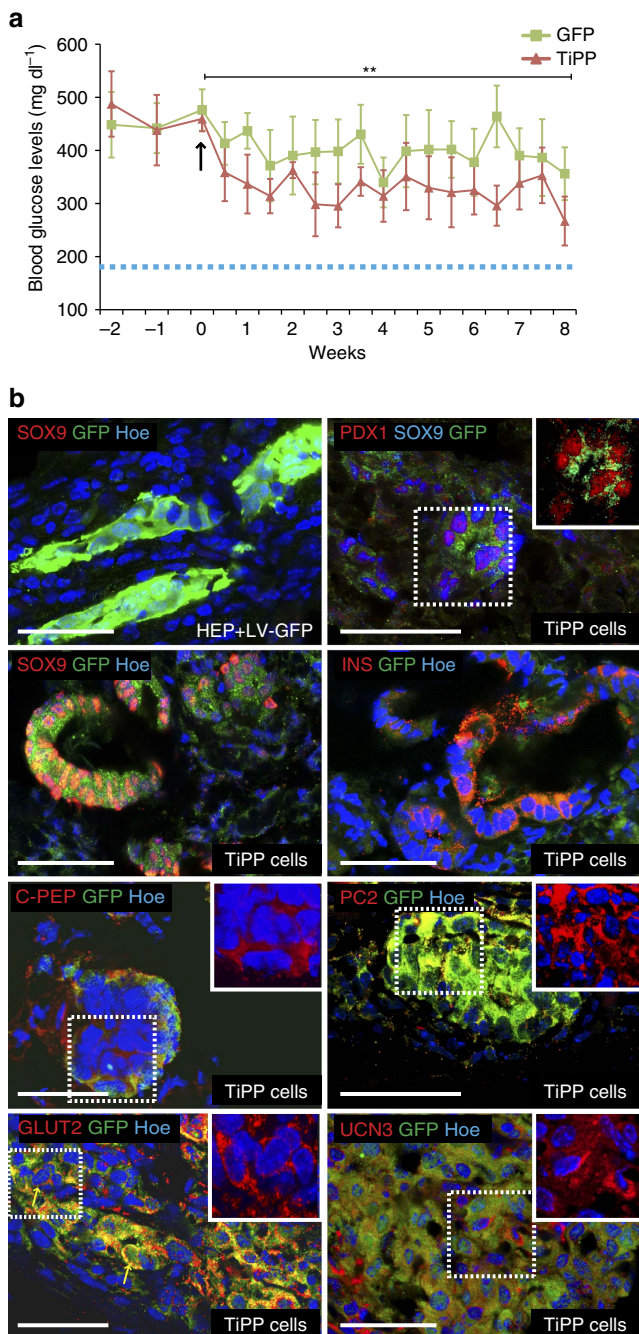 a
600
500
400
300
200
100
Blood glucose levels (mg dl⁻¹)
GFP
TiPP
**
–2 –1 0 1 2 3 4 5 6 7 8
Weeks
b
SOX9 GFP Hoe
HEP+LV-GFP
PDX1 SOX9 GFP
TiPP cells
SOX9 GFP Hoe
TiPP cells
INS GFP Hoe
TiPP cells
C-PEP GFP Hoe
TiPP cells
PC2 GFP Hoe
TiPP cells
GLUT2 GFP Hoe
TiPP cells
UCN3 GFP Hoe
TiPP cells